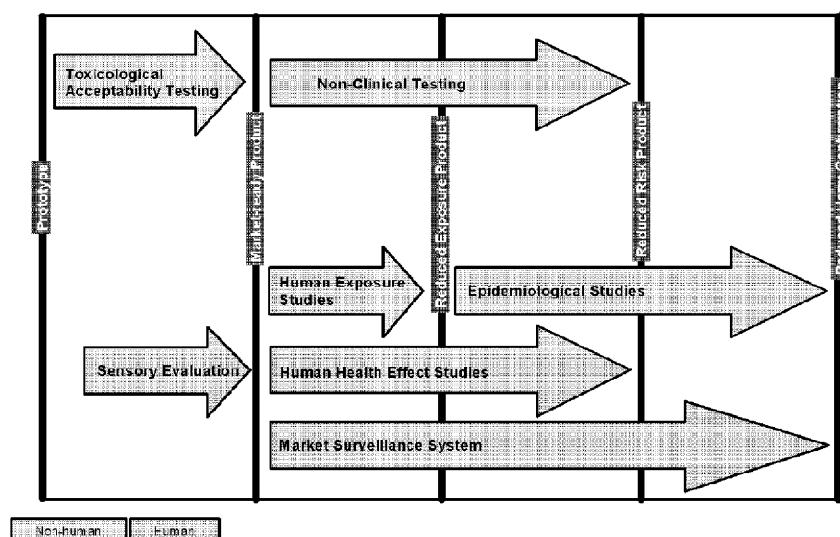 Toxicological
Acceptability Testing
Non-Clinical Testing
Prototype
Market-ready Product
Reduced Exposure Product
Reduced Risk Product
Human Exposure
Studies
Epidemiological Studies
Sensory Evaluation
Human Health Effect Studies
Market Surveillance System
Non-human
Human